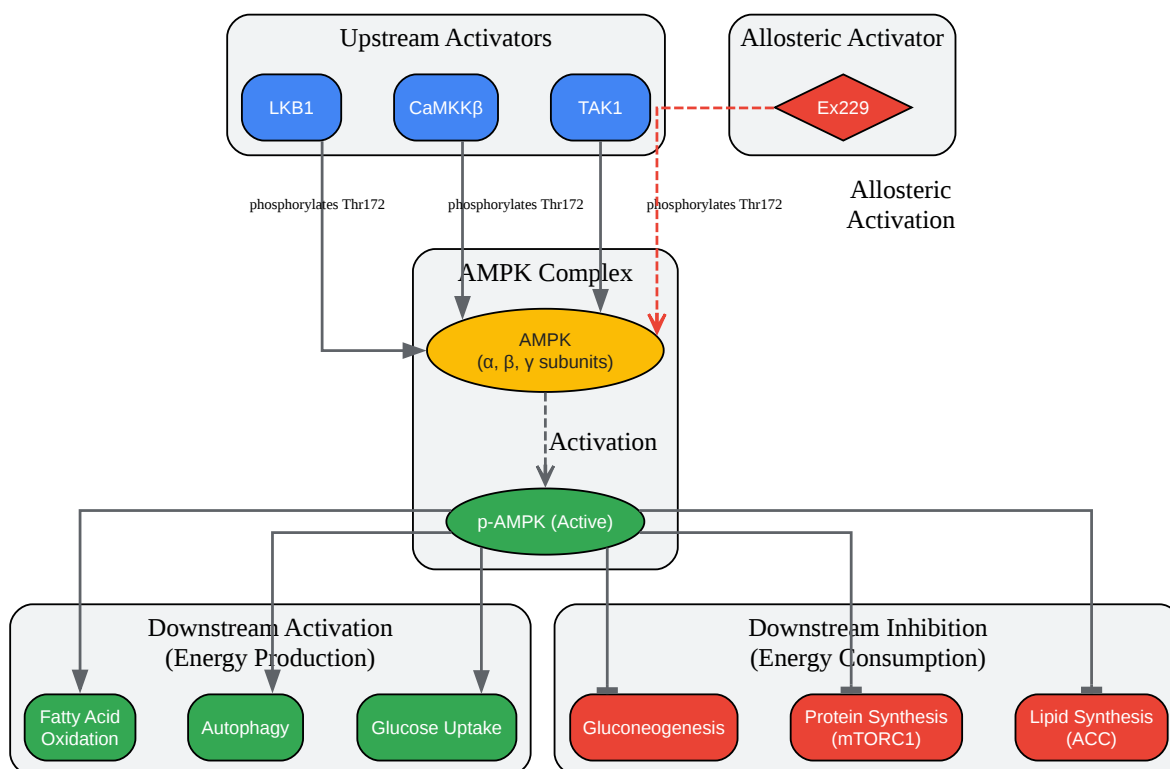 Upstream Activators
Allosteric Activator
LKB1
CaMKKβ
TAK1
Ex229
phosphorylates Thr172
phosphorylates Thr172
phosphorylates Thr172
Allosteric
Activation
AMPK Complex
AMPK
(α, β, γ subunits)
Activation
p-AMPK (Active)
Downstream Activation
(Energy Production)
Downstream Inhibition
(Energy Consumption)
Fatty Acid
Oxidation
Autophagy
Glucose Uptake
Gluconeogenesis
Protein Synthesis
(mTORC1)
Lipid Synthesis
(ACC)